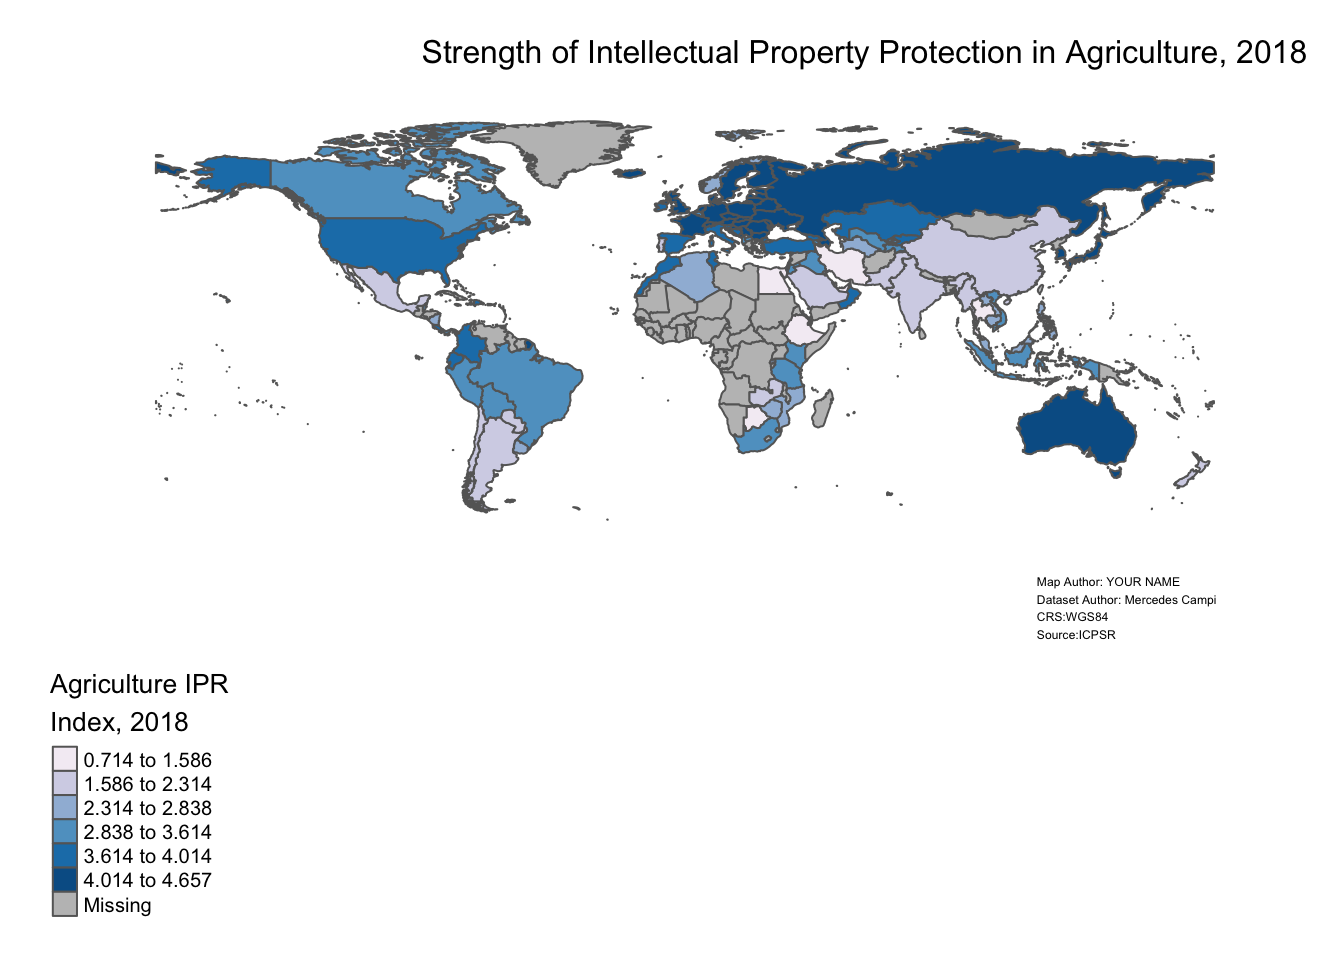 Strength of Intellectual Property Protection in Agriculture, 2018
Map Author: YOUR NAME
Dataset Author: Mercedes Campi
CRS:WGS84
Source:ICPSR
Agriculture IPR
Index, 2018
0.714 to 1.586
1.586 to 2.314
2.314 to 2.838
2.838 to 3.614
3.614 to 4.014
4.014 to 4.657
Missing